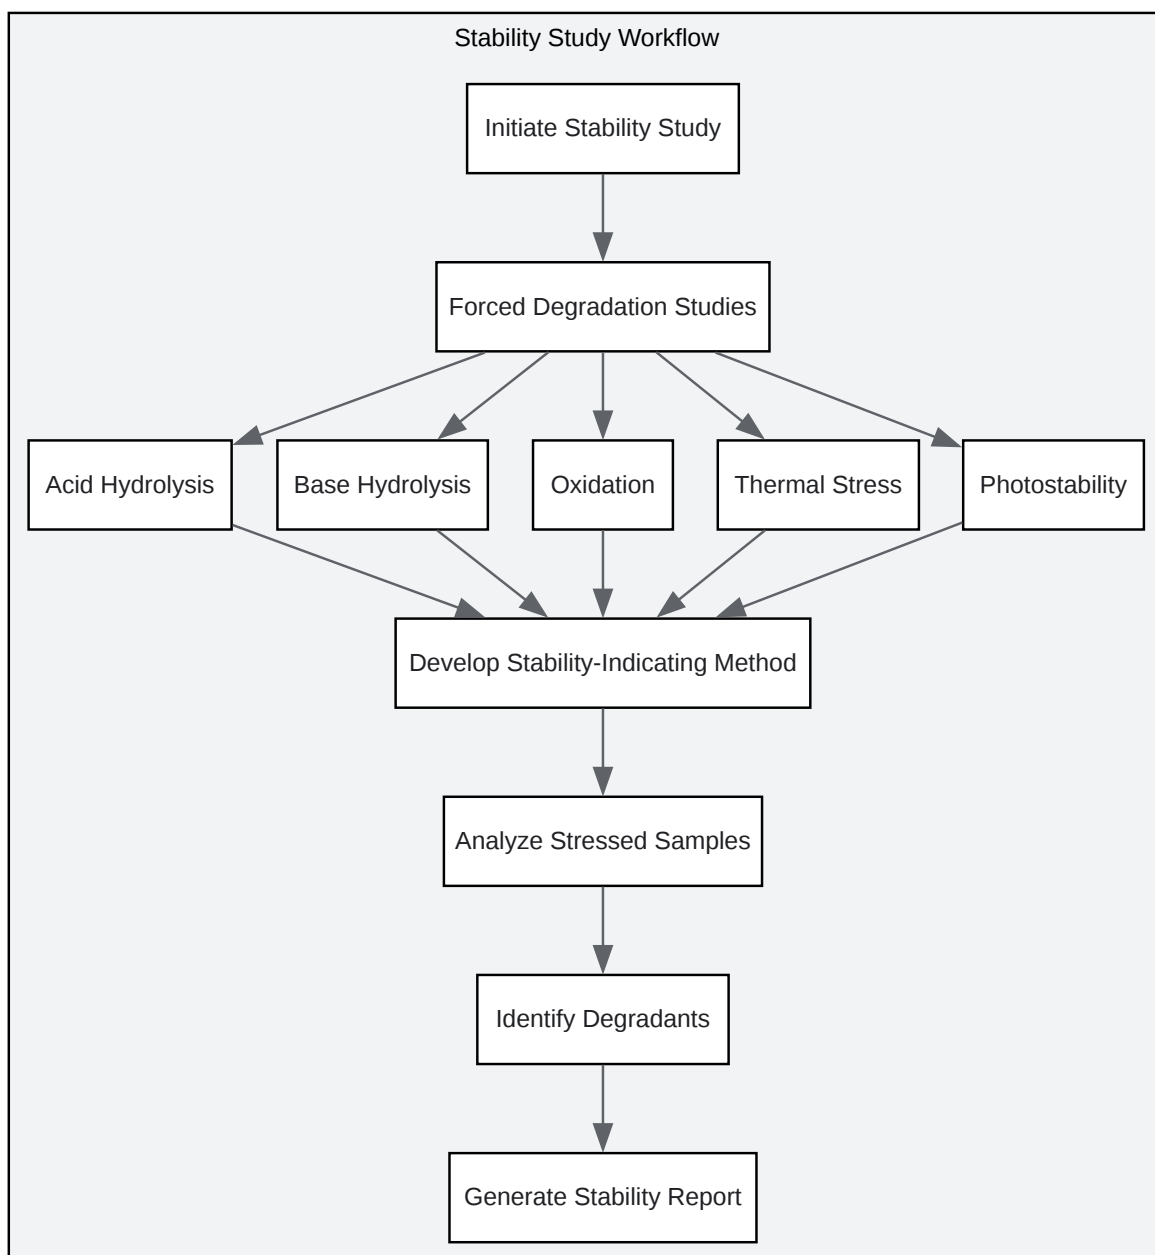 Stability Study Workflow
Initiate Stability Study
Forced Degradation Studies
Acid Hydrolysis
Base Hydrolysis
Oxidation
Thermal Stress
Photostability
Develop Stability-Indicating Method
Analyze Stressed Samples
Identify Degradants
Generate Stability Report